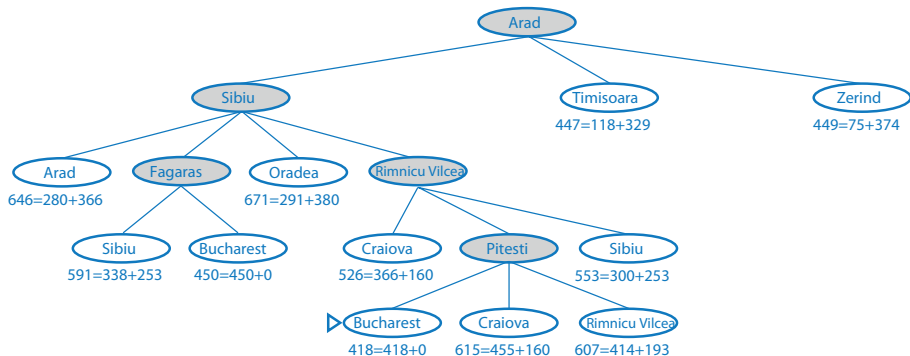 Arad
Sibiu
Timisoara
Zerind
447=118+329
449=75+374
Arad
Fagaras
Oradea
Rimnicu Vilcea
646=280+366
671=291+380
Sibiu
Bucharest
Craiova
Pitesti
Sibiu
591=338+253
450=450+0
526=366+160
553=300+253
Bucharest
Craiova
Rimnicu Vilcea
418=418+0
615=455+160
607=414+193